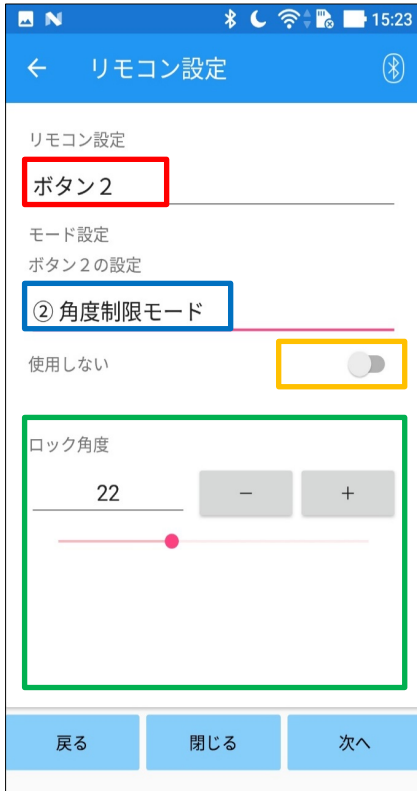 15:23
リモコン設定
リモコン設定
ボタン２
モード設定
ボタン２の設定
② 角度制限モード
使用しない
ロック角度
22 － ＋
戻る 閉じる 次へ